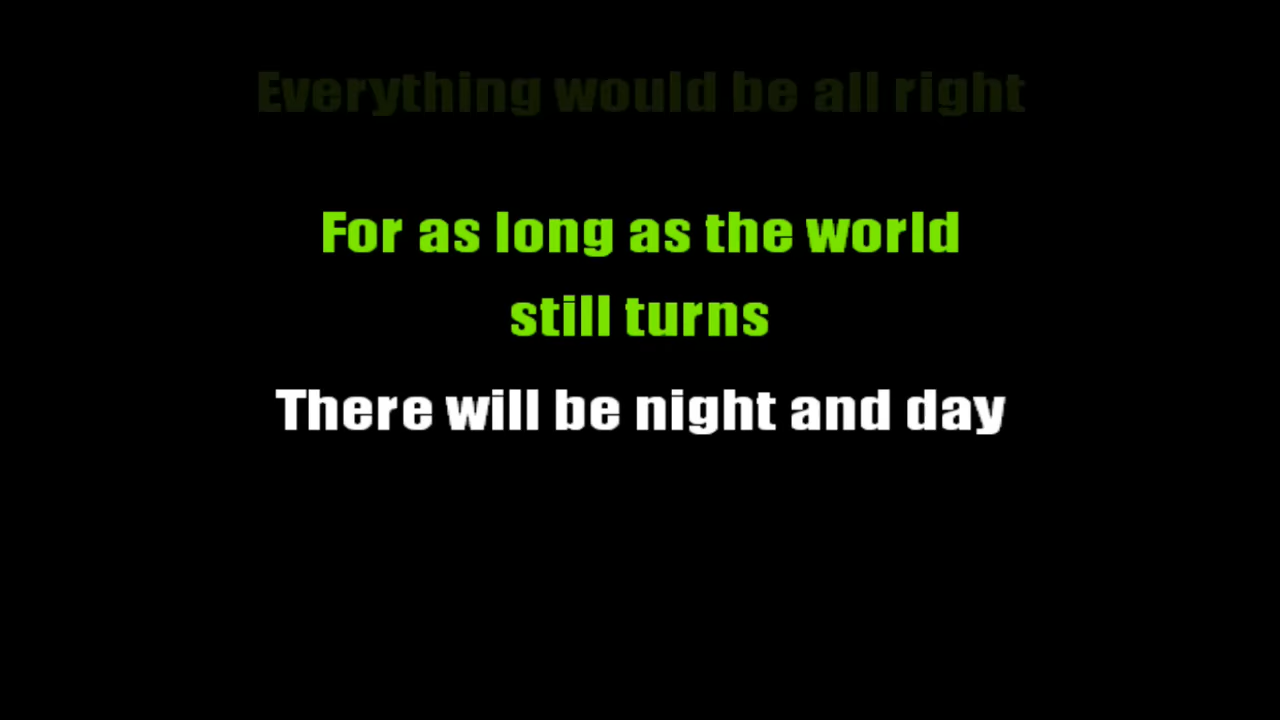 Everything would be all right
For as long as the world
still turns
There will be night and day